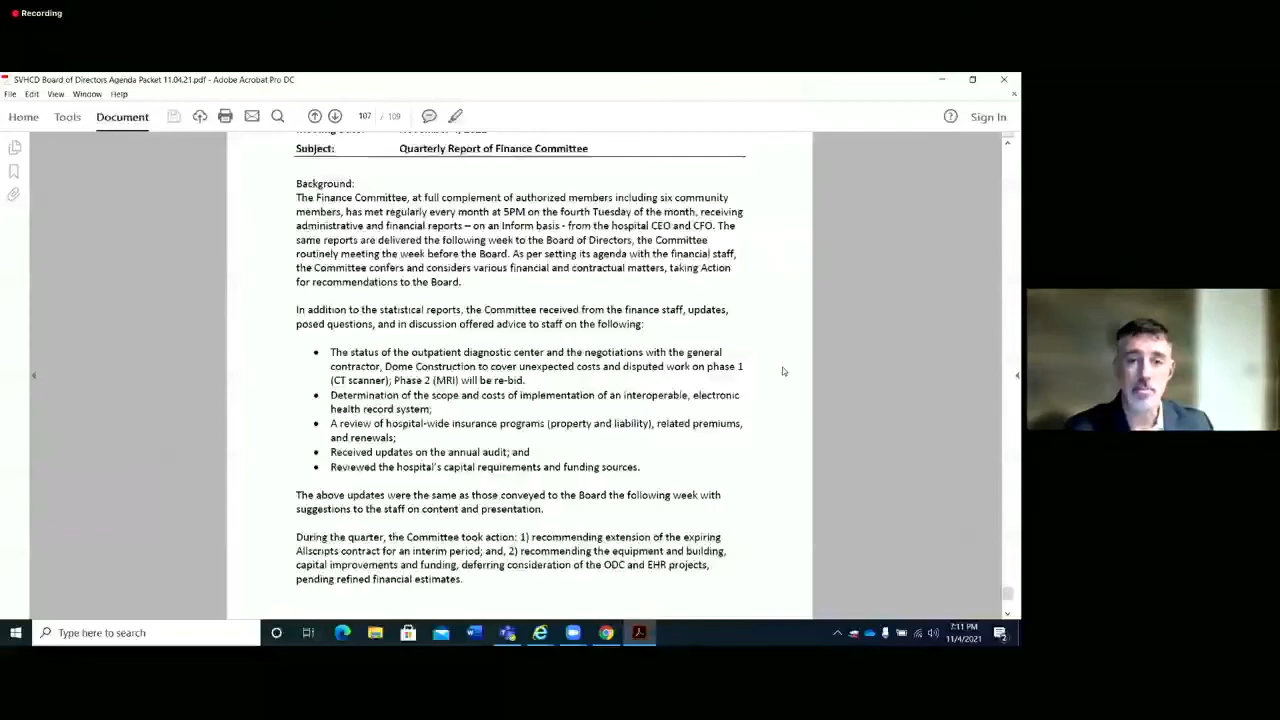 Recording
SVHCD Board of Directors Agenda Packet 11.04.21.pdf - Adobe Acrobat Pro DC
File Edit View Window Help
Home Tools Document 107 / 109 Sign In
Subject: Quarterly Report of Finance Committee
Background:
The Finance Committee, at full complement of authorized members including six community
members, has met regularly every month at 5PM on the fourth Tuesday of the month, receiving
administrative and financial reports – on an Inform basis - from the hospital CEO and CFO. The
same reports are delivered the following week to the Board of Directors, the Committee
routinely meeting the week before the Board. As per setting its agenda with the financial staff,
the Committee confers and considers various financial and contractual matters, taking Action
for recommendations to the Board.
In addition to the statistical reports, the Committee received from the finance staff, updates,
posed questions, and in discussion offered advice to staff on the following:
• The status of the outpatient diagnostic center and the negotiations with the general
contractor, Dome Construction to cover unexpected costs and disputed work on phase 1
(CT scanner); Phase 2 (MRI) will be re-bid.
• Determination of the scope and costs of implementation of an interoperable, electronic
health record system;
• A review of hospital-wide insurance programs (property and liability), related premiums,
and renewals;
• Received updates on the annual audit; and
• Reviewed the hospital's capital requirements and funding sources.
The above updates were the same as those conveyed to the Board the following week with
suggestions to the staff on content and presentation.
During the quarter, the Committee took action: 1) recommending extension of the expiring
Allscripts contract for an interim period; and, 2) recommending the equipment and building,
capital improvements and funding, deferring consideration of the ODC and EHR projects,
pending refined financial estimates.
Type here to search
7:11 PM
11/4/2021